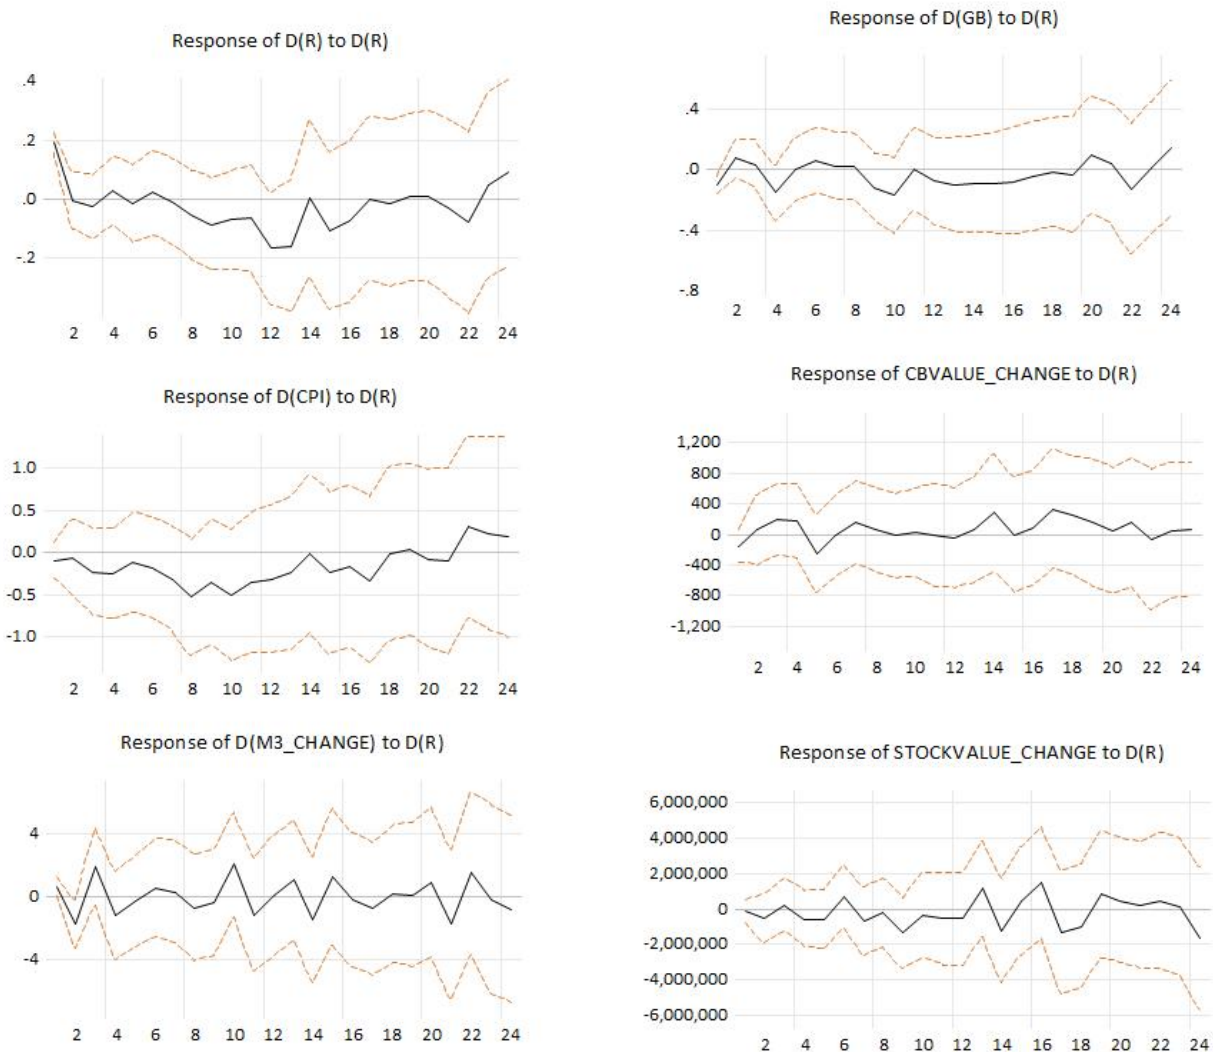 Response of D(R) to D(R)
.4
.2
.0
-.2
2 4 6 8 10 12 14 16 18 20 22 24
Response of D(GB) to D(R)
.4
.0
-.4
-.8
2 4 6 8 10 12 14 16 18 20 22 24
Response of D(CPI) to D(R)
1.0
0.5
0.0
-0.5
-1.0
2 4 6 8 10 12 14 16 18 20 22 24
Response of CBVALUE_CHANGE to D(R)
1,200
800
400
0
-400
-800
-1,200
2 4 6 8 10 12 14 16 18 20 22 24
Response of D(M3_CHANGE) to D(R)
4
0
-4
2 4 6 8 10 12 14 16 18 20 22 24
Response of STOCKVALUE_CHANGE to D(R)
6,000,000
4,000,000
2,000,000
0
-2,000,000
-4,000,000
-6,000,000
2 4 6 8 10 12 14 16 18 20 22 24